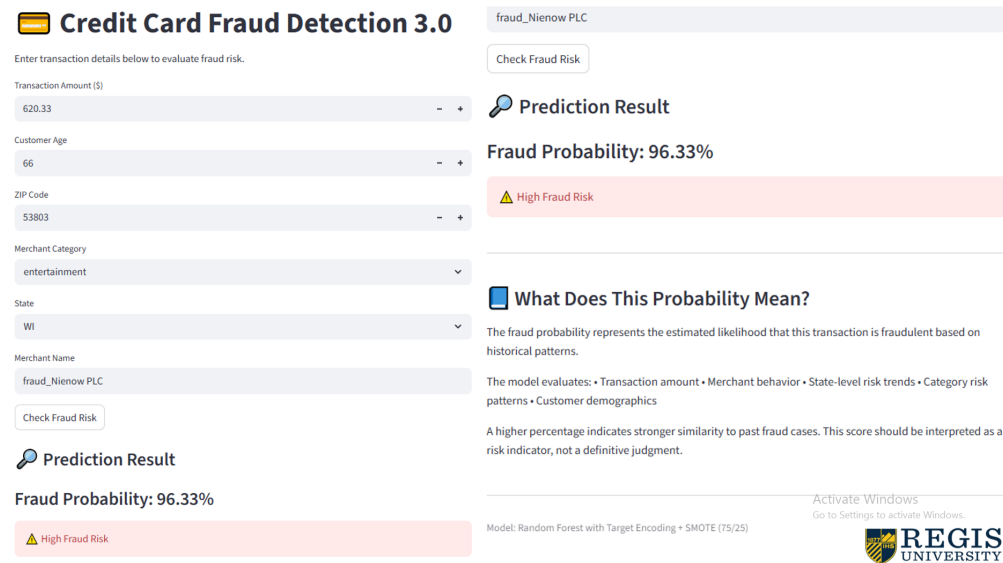 Credit Card Fraud Detection 3.0
Enter transaction details below to evaluate fraud risk.
Transaction Amount ($)
620.33
Customer Age
66
ZIP Code
53803
Merchant Category
entertainment
State
WI
Merchant Name
fraud_Nienow PLC
Check Fraud Risk
Prediction Result
Fraud Probability: 96.33%
High Fraud Risk
fraud_Nienow PLC
Check Fraud Risk
Prediction Result
Fraud Probability: 96.33%
High Fraud Risk
What Does This Probability Mean?
The fraud probability represents the estimated likelihood that this transaction is fraudulent based on
historical patterns.
The model evaluates: • Transaction amount • Merchant behavior • State-level risk trends • Category risk
patterns • Customer demographics
A higher percentage indicates stronger similarity to past fraud cases. This score should be interpreted as a
risk indicator, not a definitive judgment.
Activate Windows
Go to Settings to activate Windows.
Model: Random Forest with Target Encoding + SMOTE (75/25)
1877 IHS
REGIS
UNIVERSITY